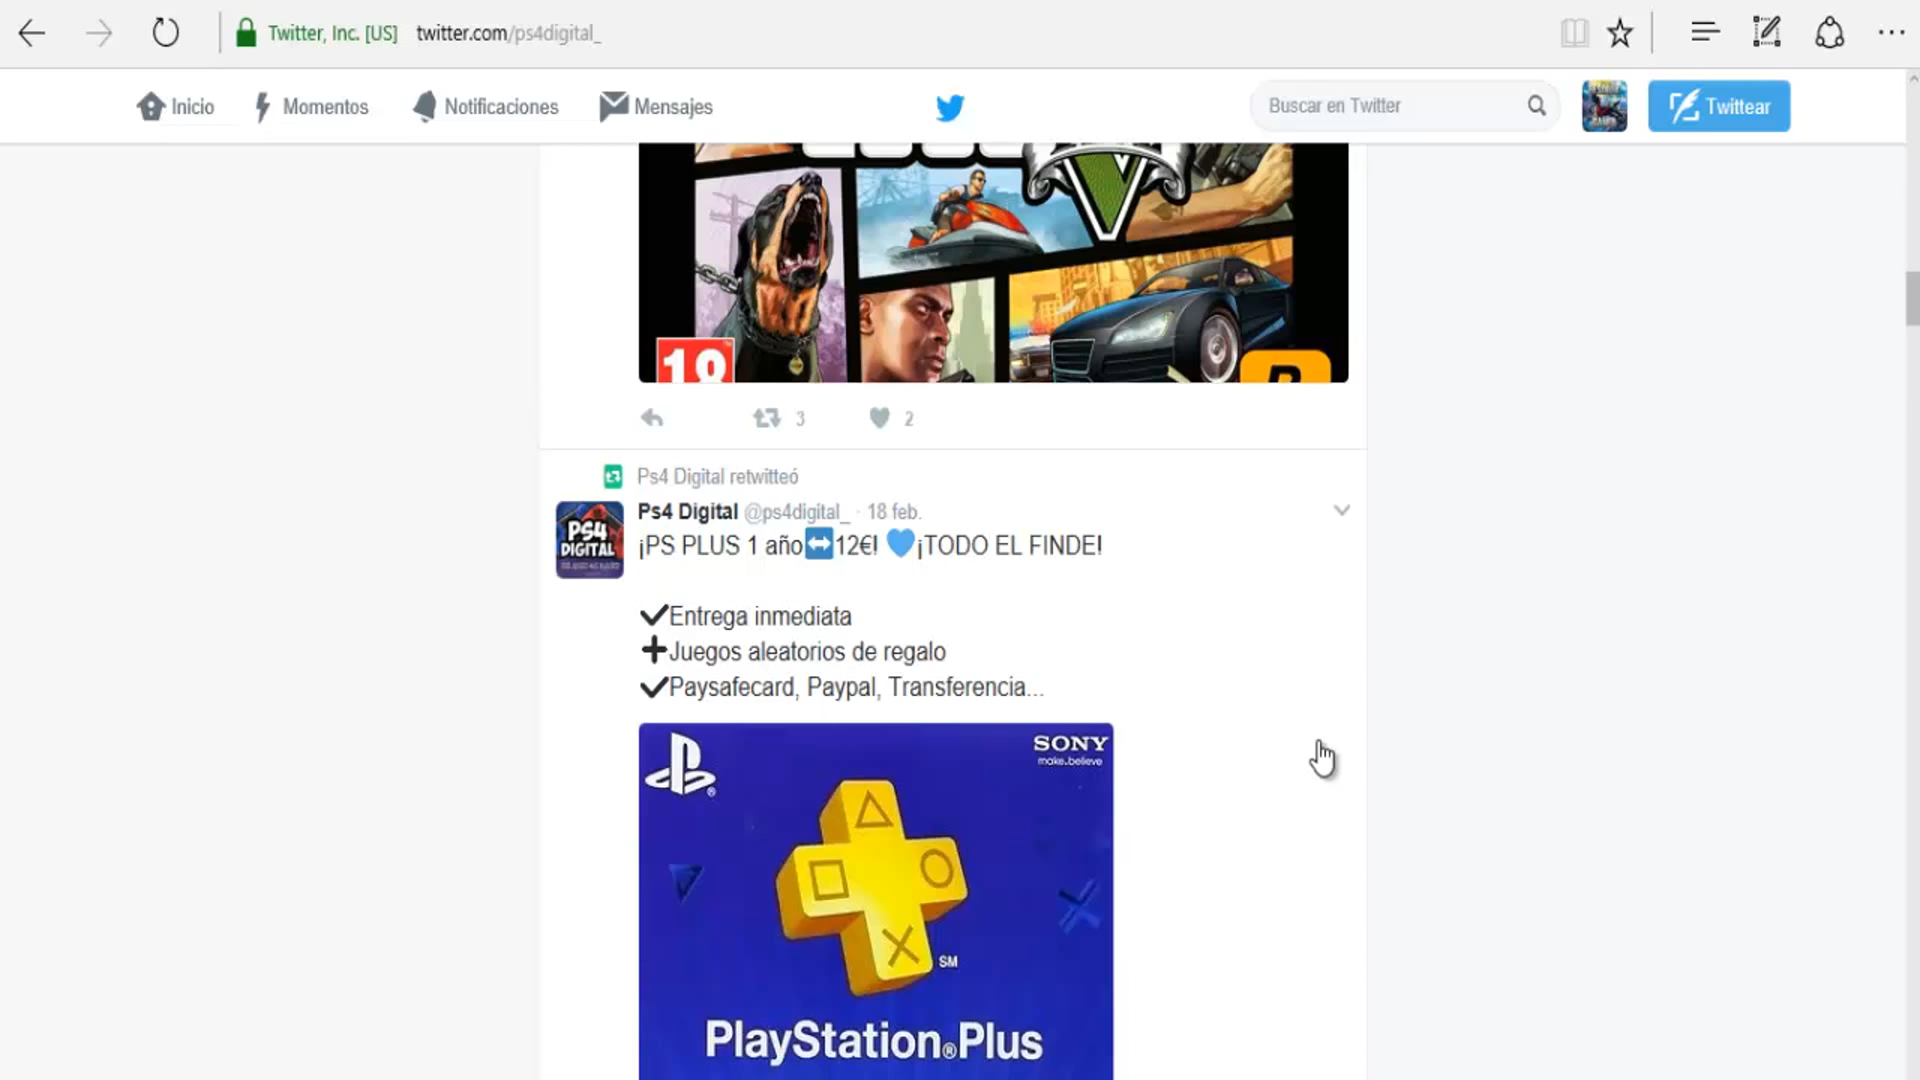 Twitter, Inc. [US] twitter.com/ps4digital_
Inicio Momentos Notificaciones Mensajes Buscar en Twitter Twittear
V
18
3 2
Ps4 Digital retwitteó
Ps4 Digital @ps4digital_ · 18 feb.
¡PS PLUS 1 año↔12€! 💙¡TODO EL FINDE!
PS4
DIGITAL
✔Entrega inmediata
➕Juegos aleatorios de regalo
✔Paysafecard, Paypal, Transferencia...
SONY
make.believe
SM
PlayStation®Plus